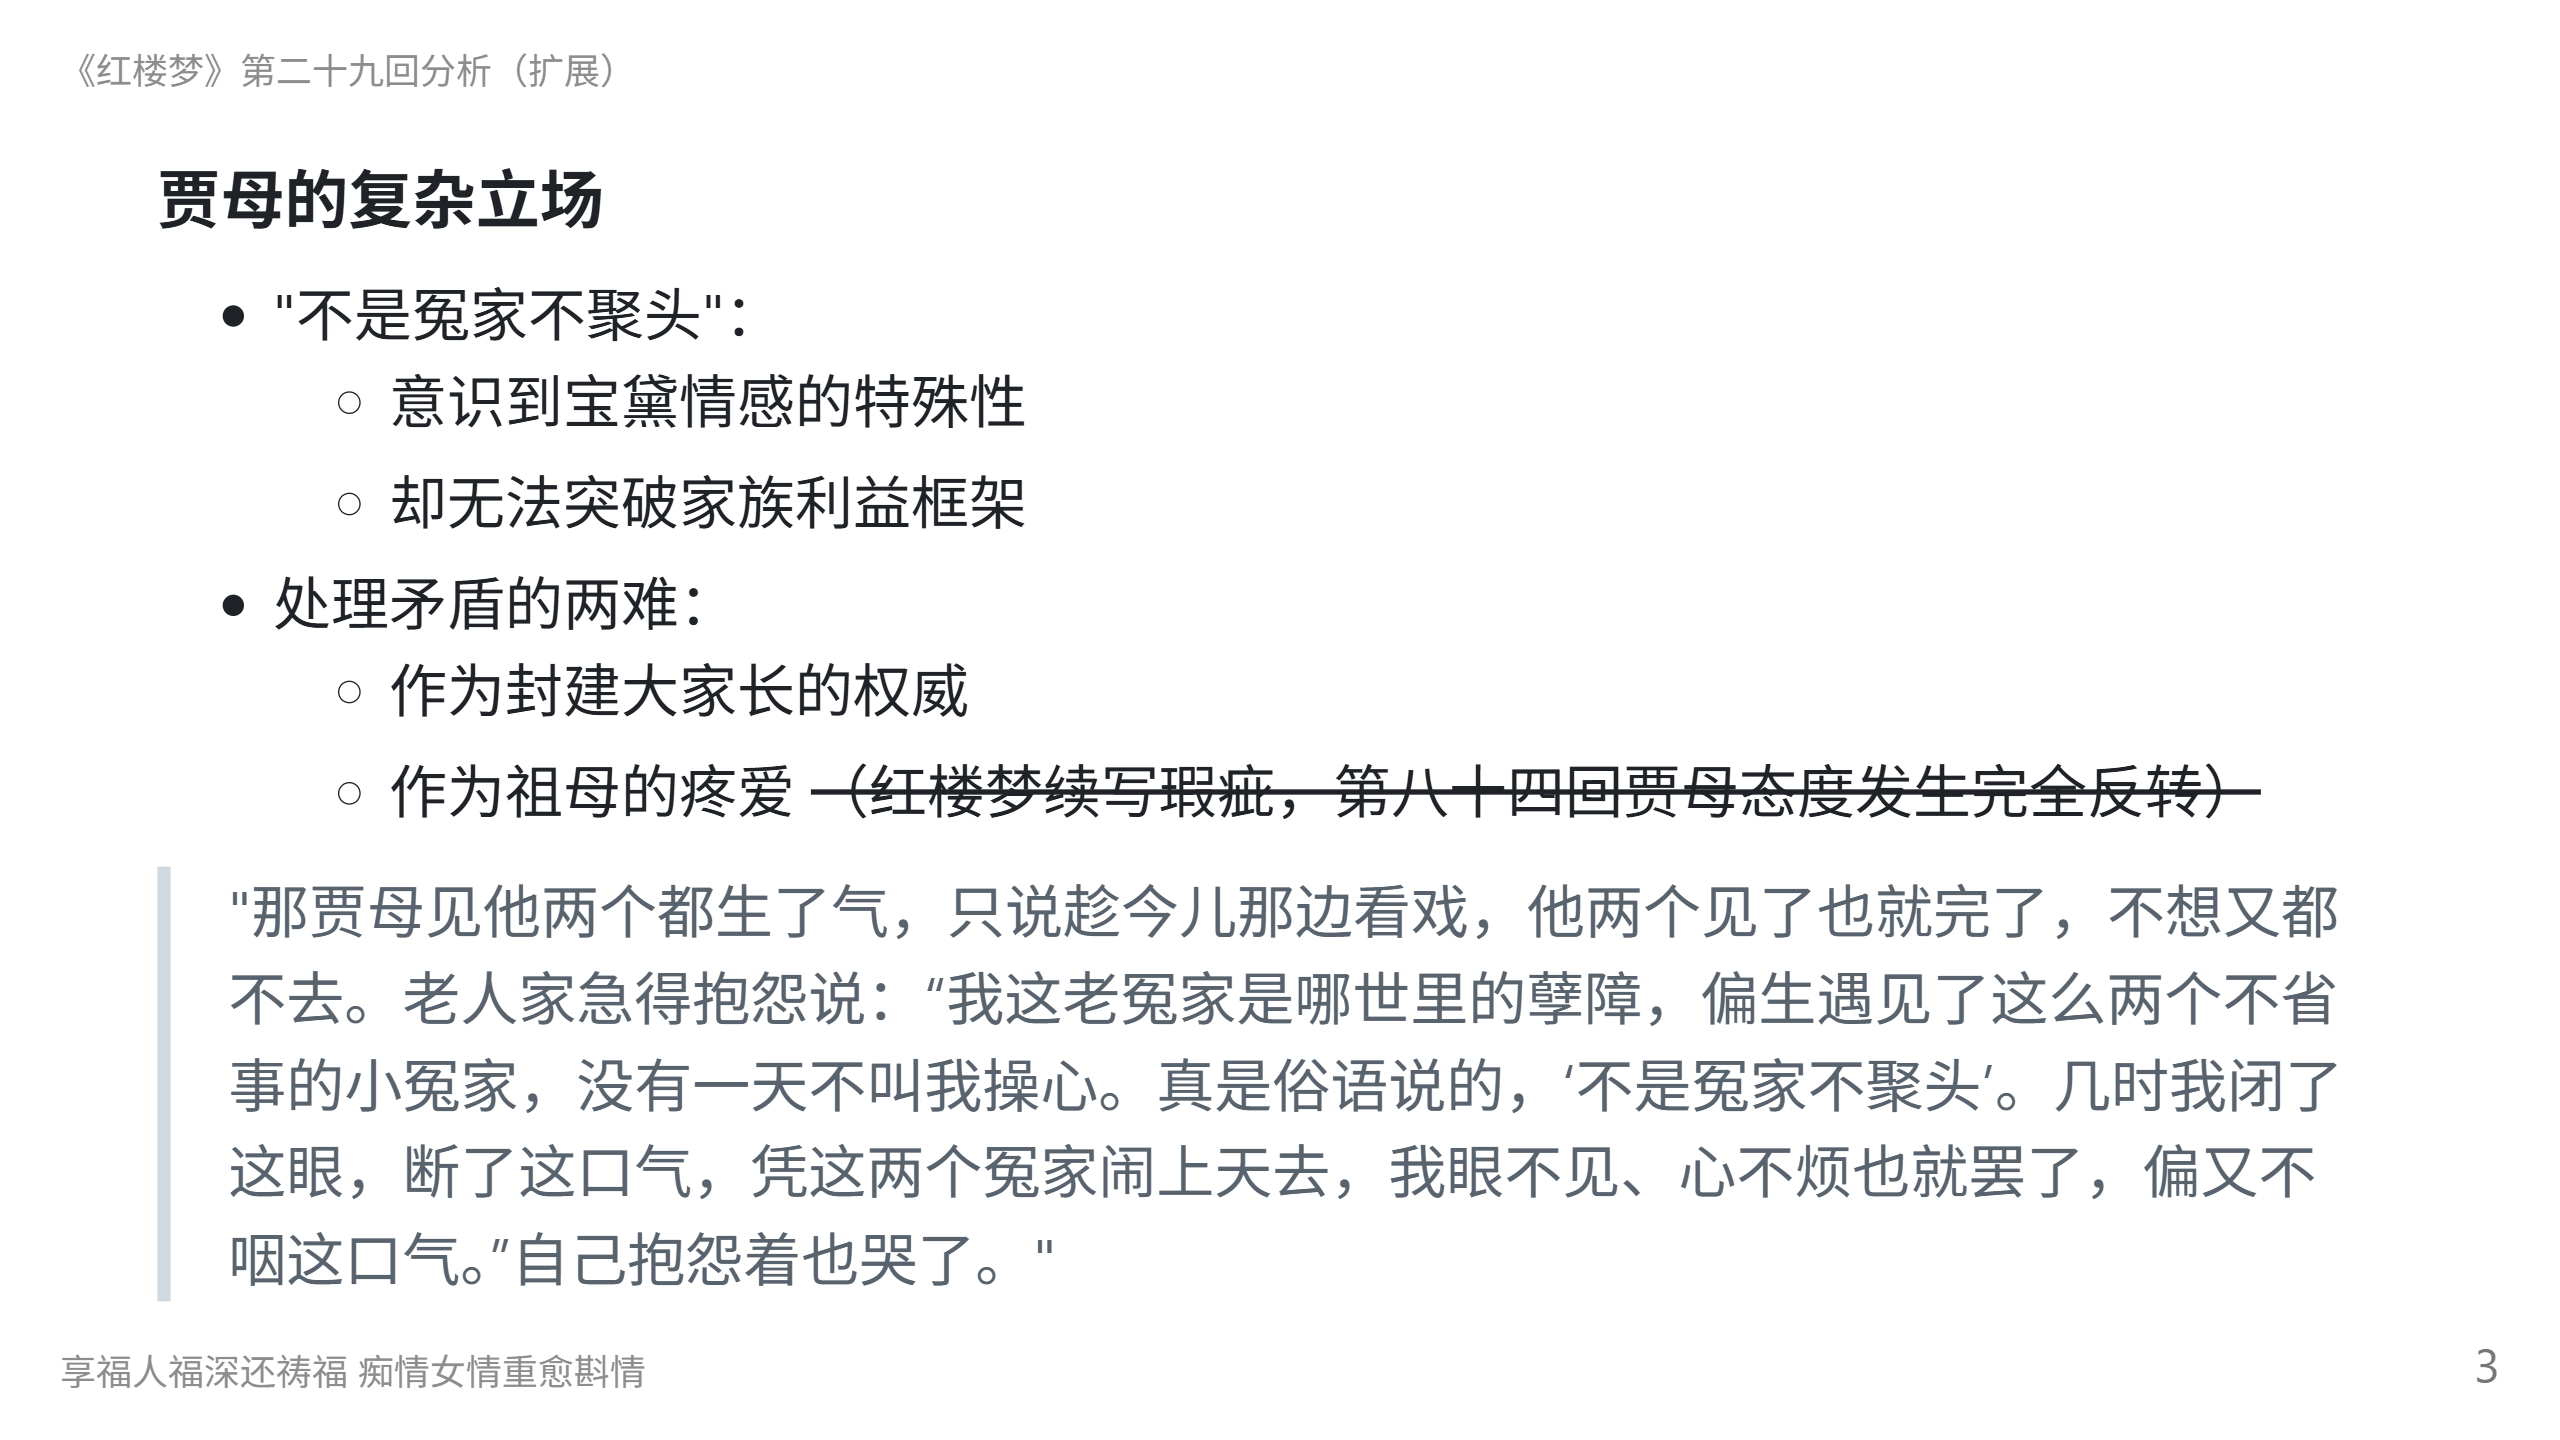 《红楼梦》第二十九回分析（扩展）
贾母的复杂立场
• "不是冤家不聚头"：
○ 意识到宝黛情感的特殊性
○ 却无法突破家族利益框架
• 处理矛盾的两难：
○ 作为封建大家长的权威
○ 作为祖母的疼爱 （红楼梦续写瑕疵，第八十四回贾母态度发生完全反转）
"那贾母见他两个都生了气，只说趁今儿那边看戏，他两个见了也就完了，不想又都
不去。老人家急得抱怨说：“我这老冤家是哪世里的孽障，偏生遇见了这么两个不省
事的小冤家，没有一天不叫我操心。真是俗语说的，‘不是冤家不聚头’。几时我闭了
这眼，断了这口气，凭这两个冤家闹上天去，我眼不见、心不烦也就罢了，偏又不
咽这口气。”自己抱怨着也哭了。"
享福人福深还祷福 痴情女情重愈斟情
3